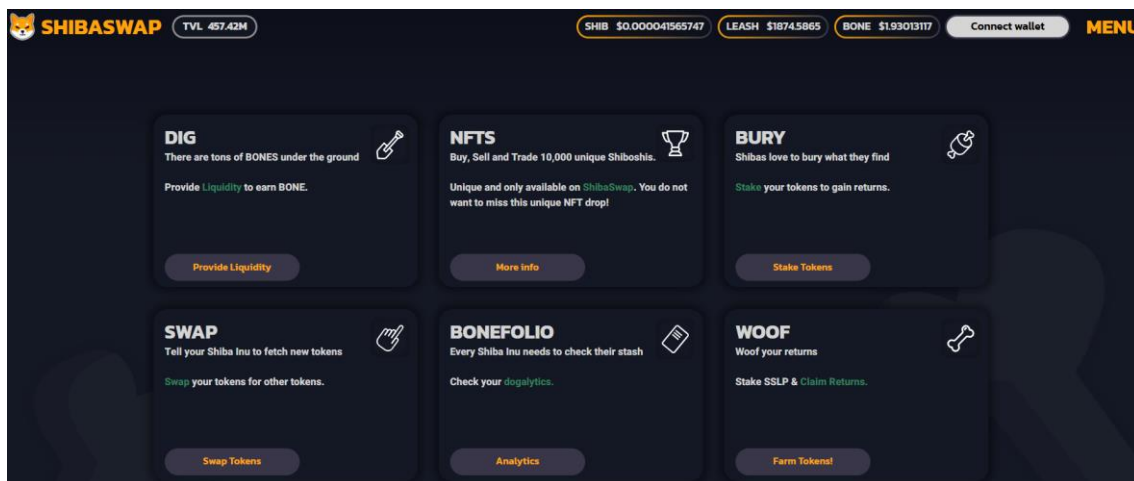 SHIBASWAP TVL 457.42M SHIB $0.000041565747 LEASH $1874.5865 BONE $1.93013117 Connect wallet MENU
DIG
There are tons of BONES under the ground
Provide Liquidity to earn BONE.
Provide Liquidity
NFTS
Buy, Sell and Trade 10,000 unique Shiboshis.
Unique and only available on ShibaSwap. You do not
want to miss this unique NFT drop!
More info
BURY
Shibas love to bury what they find
Stake your tokens to gain returns.
Stake Tokens
SWAP
Tell your Shiba Inu to fetch new tokens
Swap your tokens for other tokens.
Swap Tokens
BONEFOLIO
Every Shiba Inu needs to check their stash
Check your dogalytics.
Analytics
WOOF
Woof your returns
Stake SSLP & Claim Returns.
Farm Tokens!